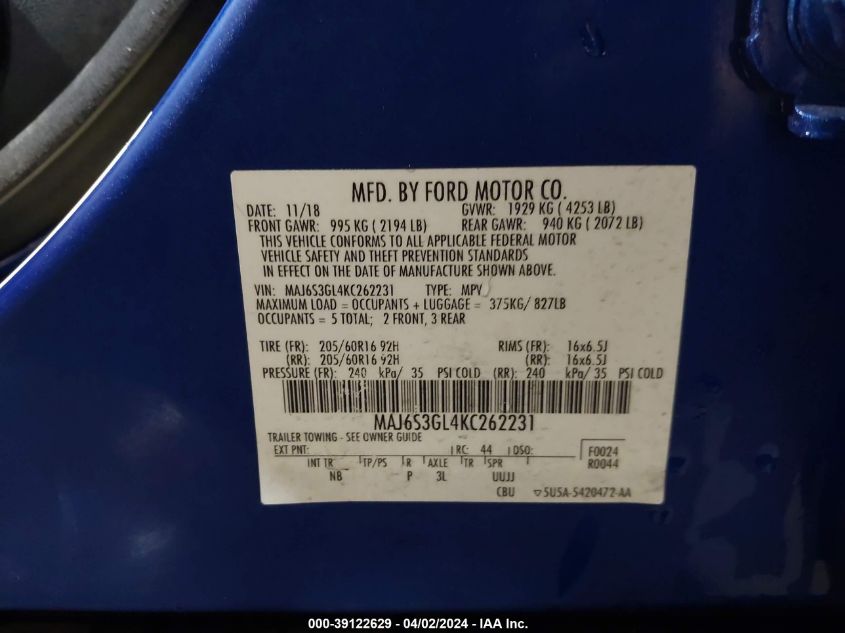 MFD. BY FORD MOTOR CO.
DATE: 11/18 GVWR: 1929 KG ( 4253 LB)
FRONT GAWR: 995 KG ( 2194 LB) REAR GAWR: 940 KG ( 2072 LB)
THIS VEHICLE CONFORMS TO ALL APPLICABLE FEDERAL MOTOR
VEHICLE SAFETY AND THEFT PREVENTION STANDARDS
IN EFFECT ON THE DATE OF MANUFACTURE SHOWN ABOVE.
VIN: MAJ6S3GL4KC262231 TYPE: MPV
MAXIMUM LOAD = OCCUPANTS + LUGGAGE = 375KG/ 827LB
OCCUPANTS = 5 TOTAL; 2 FRONT, 3 REAR
TIRE (FR): 205/60R16 92H RIMS (FR): 16x6.5J
(RR): 205/60R16 92H (RR): 16x6.5J
PRESSURE (FR): 240 kPa/ 35 PSI COLD (RR): 240 kPa/ 35 PSI COLD
MAJ6S3GL4KC262231
TRAILER TOWING - SEE OWNER GUIDE
EXT PNT: RC: 44 DSO: F0024
INT TR TP/PS R AXLE TR SPR R0044
NB P 3L UUJJ
CBU ▽5U5A-5420472-AA
000-39122629 - 04/02/2024 - IAA Inc.